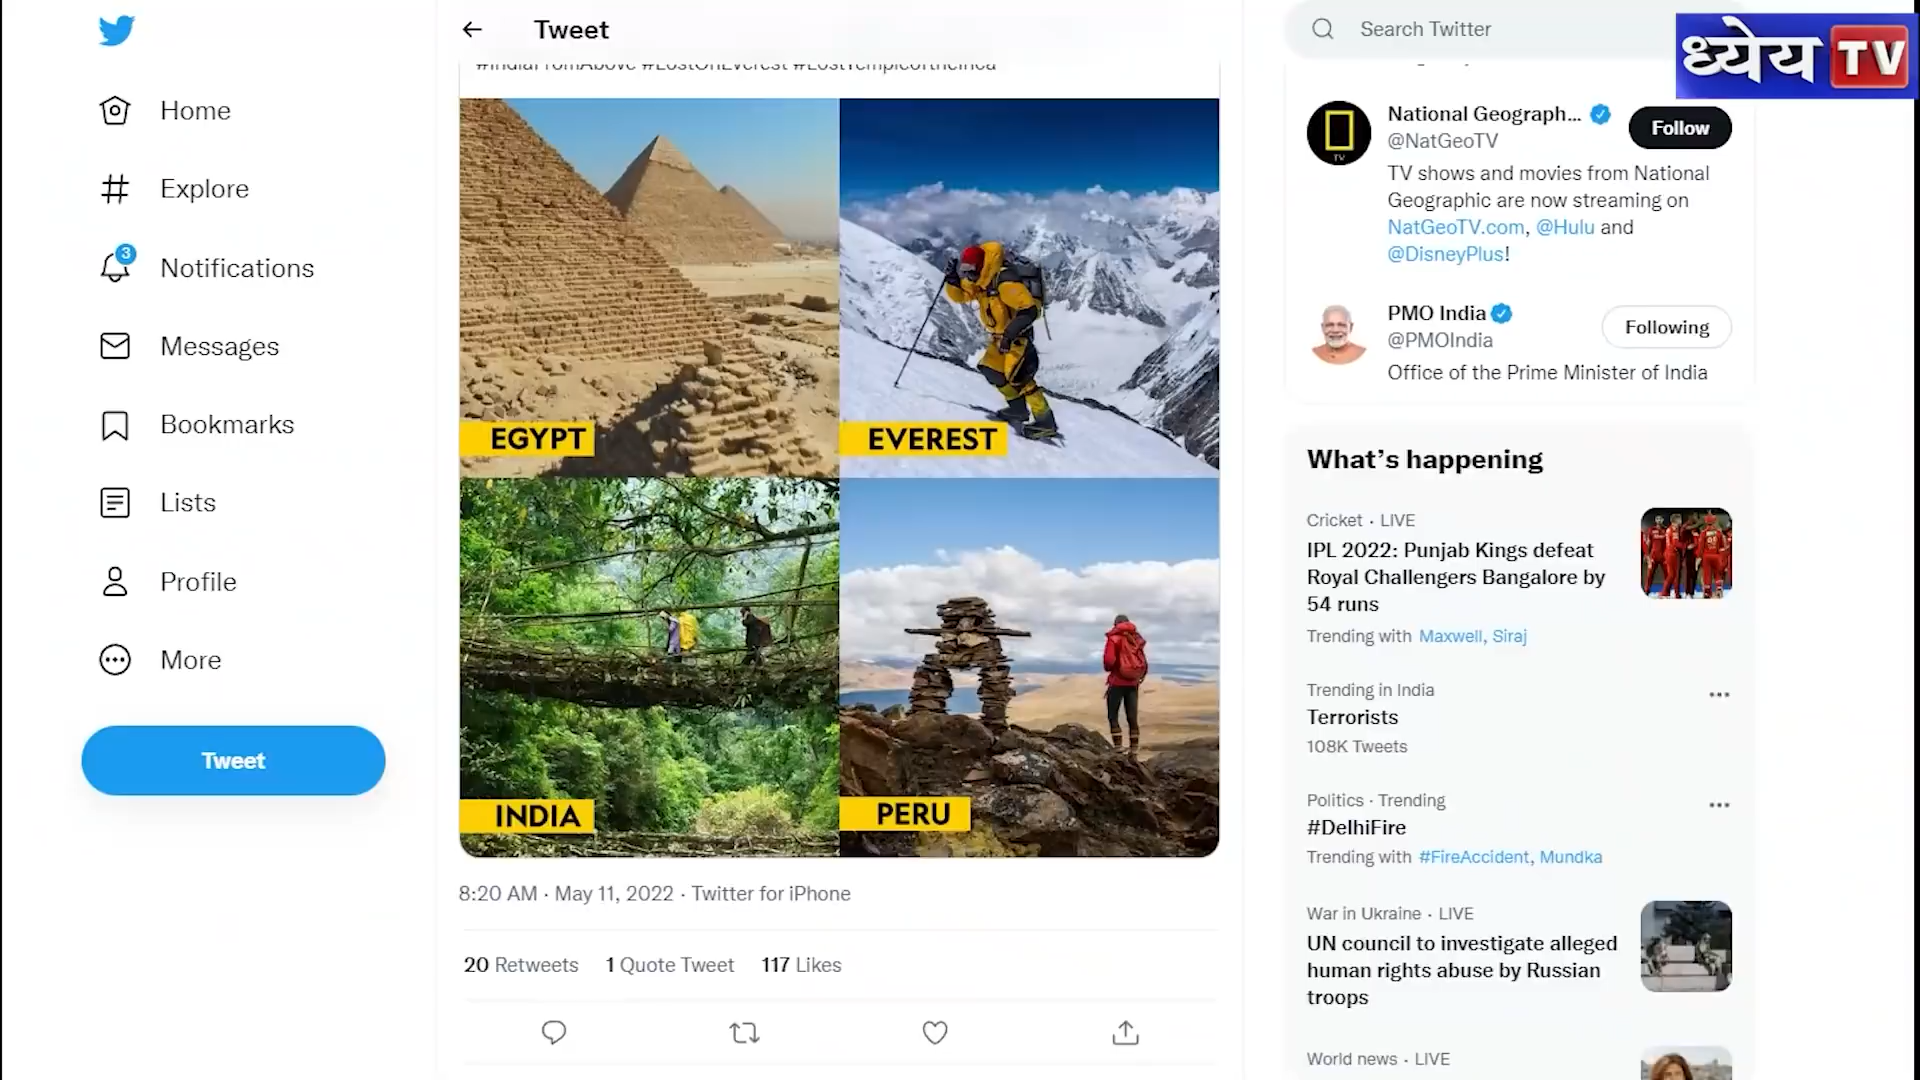 Tweet
Search Twitter
ध्येय TV
#IndiaFromAbove #LostOnEverest #LostTempleoftheInca
Home
Explore
3
Notifications
Messages
Bookmarks
Lists
Profile
More
Tweet
EGYPT
EVEREST
INDIA
PERU
8:20 AM · May 11, 2022 · Twitter for iPhone
20 Retweets 1 Quote Tweet 117 Likes
National Geograph...
@NatGeoTV
Follow
TV
TV shows and movies from National
Geographic are now streaming on
NatGeoTV.com, @Hulu and
@DisneyPlus!
PMO India
@PMOIndia
Following
Office of the Prime Minister of India
What's happening
Cricket · LIVE
IPL 2022: Punjab Kings defeat
Royal Challengers Bangalore by
54 runs
Trending with Maxwell, Siraj
Trending in India
Terrorists
108K Tweets
Politics · Trending
#DelhiFire
Trending with #FireAccident, Mundka
War in Ukraine · LIVE
UN council to investigate alleged
human rights abuse by Russian
troops
World news · LIVE